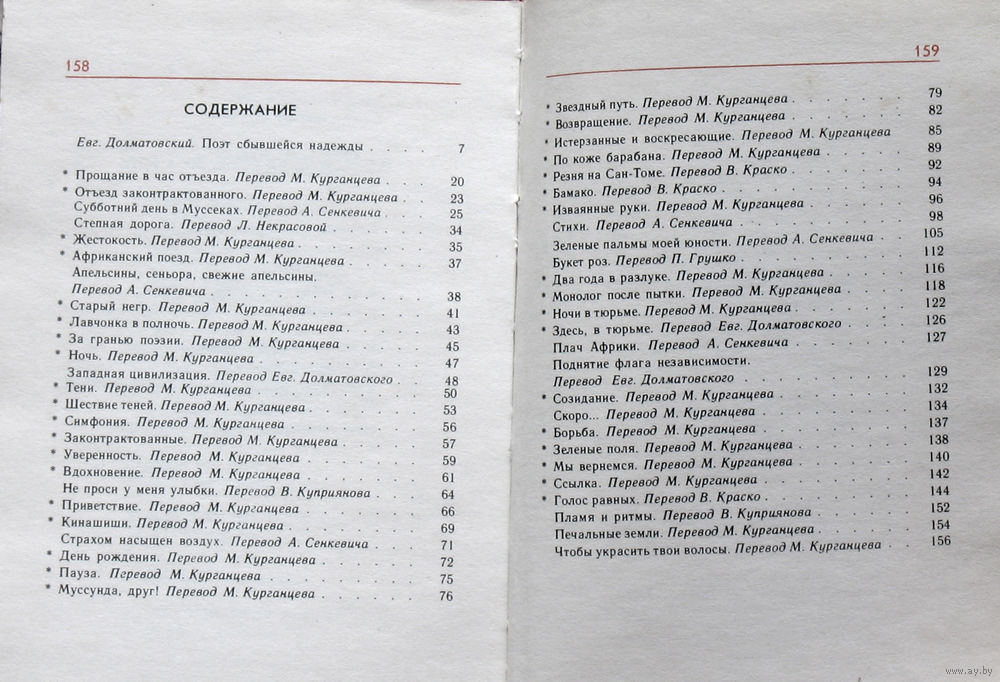 158
СОДЕРЖАНИЕ
Евг. Долматовский. Поэт сбывшейся надежды . . . . 7
* Прощание в час отъезда. Перевод М. Курганцева . . . 20
* Отъезд законтрактованного. Перевод М. Курганцева . . 23
Субботний день в Муссеках. Перевод А. Сенкевича . . . 25
Степная дорога. Перевод Л. Некрасовой . . . . 34
* Жестокость. Перевод М. Курганцева . . . . . . 35
* Африканский поезд. Перевод М. Курганцева . . . . 37
Апельсины, сеньора, свежие апельсины.
Перевод А. Сенкевича . . . . . . . . . 38
* Старый негр. Перевод М. Курганцева . . . . . 41
* Лавчонка в полночь. Перевод М. Курганцева . . . . 43
* За гранью поэзии. Перевод М. Курганцева . . . . 45
* Ночь. Перевод М. Курганцева . . . . . . . 47
Западная цивилизация. Перевод Евг. Долматовского . . 48
* Тени. Перевод М. Курганцева . . . . . . . 50
* Шествие теней. Перевод М. Курганцева . . . . . 53
* Симфония. Перевод М. Курганцева . . . . . . 56
* Законтрактованные. Перевод М. Курганцева . . . . 57
* Уверенность. Перевод М. Курганцева . . . . . 59
* Вдохновение. Перевод М. Курганцева . . . . . 61
Не проси у меня улыбки. Перевод В. Куприянова . . . 64
* Приветствие. Перевод М. Курганцева . . . . . 66
* Кинашиши. Перевод М. Курганцева . . . . . . 69
Страхом насыщен воздух. Перевод А. Сенкевича . . . 71
* День рождения. Перевод М. Курганцева . . . . . 72
* Пауза. Перевод М. Курганцева . . . . . . . 75
* Муссунда, друг! Перевод М. Курганцева . . . . . 76
159
* Звездный путь. Перевод М. Курганцева . . . . . 79
* Возвращение. Перевод М. Курганцева . . . . . 82
* Истерзанные и воскресающие. Перевод М. Курганцева 85
* По коже барабана. Перевод М. Курганцева . . . . 89
* Резня на Сан-Томе. Перевод В. Краско . . . . . 92
* Бамако. Перевод В. Краско . . . . . . . 94
* Изваянные руки. Перевод М. Курганцева . . . . 96
Стихи. Перевод А. Сенкевича . . . . . . . 98
Зеленые пальмы моей юности. Перевод А. Сенкевича . . 105
Букет роз. Перевод П. Грушко . . . . . . . 112
* Два года в разлуке. Перевод М. Курганцева . . . . 116
* Монолог после пытки. Перевод М. Курганцева . . . 118
* Ночи в тюрьме. Перевод М. Курганцева . . . . . 122
* Здесь, в тюрьме. Перевод Евг. Долматовского . . . 126
Плач Африки. Перевод А. Сенкевича . . . . . 127
Поднятие флага независимости.
Перевод Евг. Долматовского . . . . . . . 129
* Созидание. Перевод М. Курганцева . . . . . . 132
Скоро... Перевод М. Курганцева . . . . . . 134
* Борьба. Перевод М. Курганцева . . . . . . 137
* Зеленые поля. Перевод М. Курганцева . . . . . 138
* Мы вернемся. Перевод М. Курганцева . . . . . 140
* Ссылка. Перевод М. Курганцева . . . . . . 142
* Голос равных. Перевод В. Краско . . . . . . 144
Пламя и ритмы. Перевод В. Куприянова . . . . 152
Печальные земли. Перевод М. Курганцева . . . . 154
Чтобы украсить твои волосы. Перевод М. Курганцева . . 156
www.ay.by